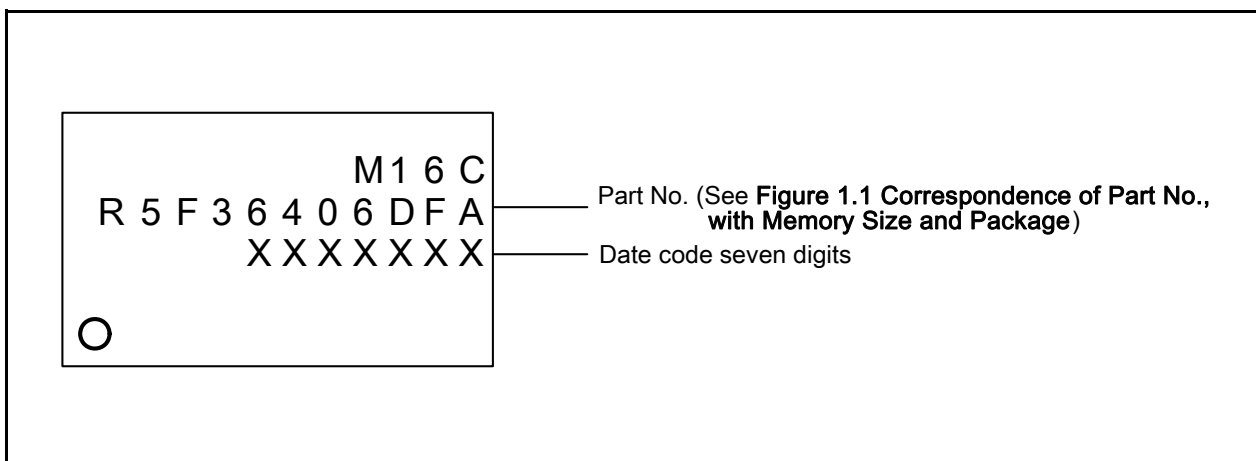 M16C
R5F36406DFA
XXXXXXX
Part No. (See Figure 1.1 Correspondence of Part No.,
with Memory Size and Package)
Date code seven digits